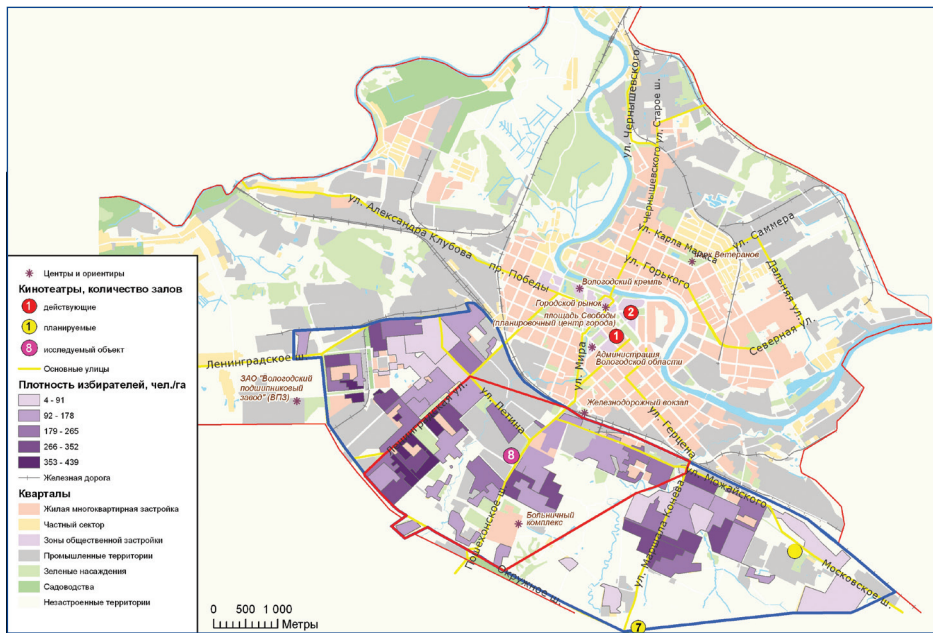 Центры и ориентиры
Кинотеатры, количество залов
1 действующие
1 планируемые
8 исследуемый объект
Основные улицы
Плотность избирателей, чел./га
4 - 91
92 - 178
179 - 265
266 - 352
353 - 439
Железная дорога
Кварталы
Жилая многоквартирная застройка
Частный сектор
Зоны общественной застройки
Промышленные территории
Зеленые насаждения
Садоводства
Незастроенные территории
0 500 1 000
Метры
ул. Чернышевского
ул. Старое ш.
Чернышевского
ул. Александра Клубова
пр. Победы
ул. Карла Маркса
ул. Саммера
ул. Горького
Парк Ветеранов
Дальняя ул.
Северная ул.
Вологодский кремль
Городской рынок
площадь Свободы
(планировочный центр города)
2
1
ул. Мира
Администрация
Вологодской области
Ленинградское ш.
ЗАО "Вологодский
подшипниковый
завод" (ВПЗ)
Железнодорожный вокзал
Ленинградская ул.
ул. Петина
ул. Герцена
8
ул. Можайского
Больничный
комплекс
Пошехонское ш.
ул. Маршала Конева
Окружное ш.
Московское ш.
7